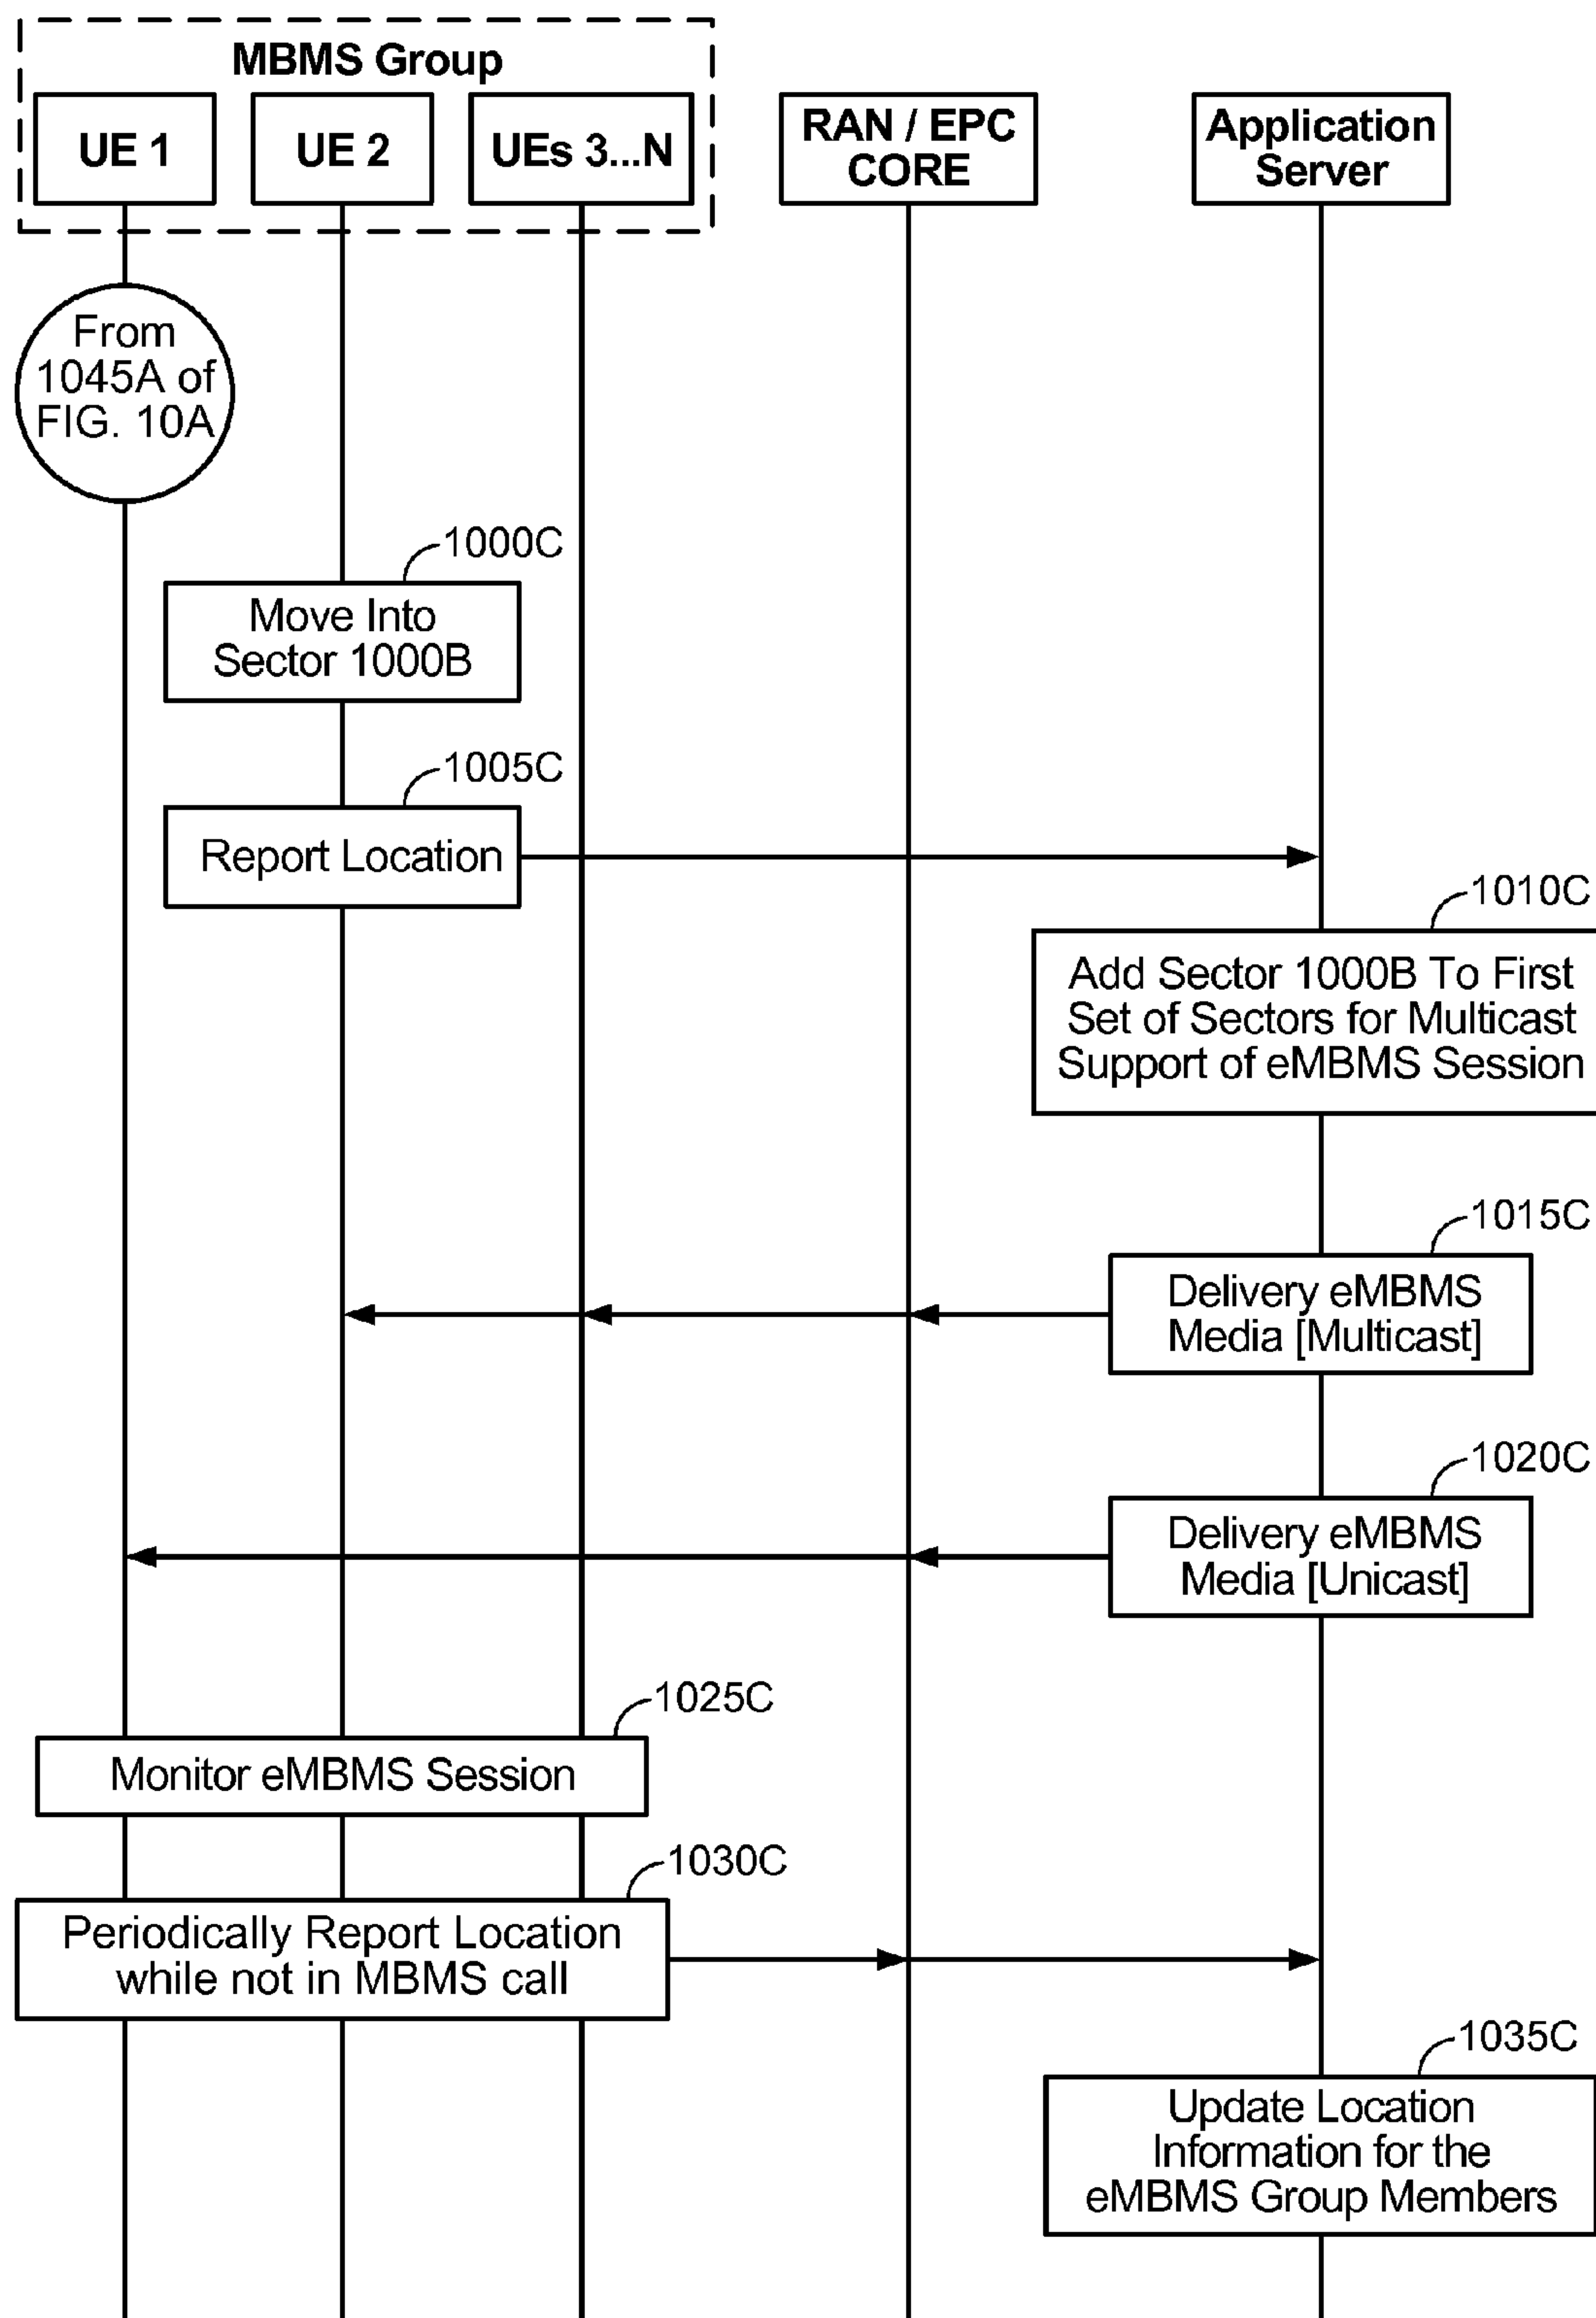 MBMS Group
UE 1
UE 2
UEs 3...N
RAN / EPC
CORE
Application
Server
From
1045A of
FIG. 10A
1000C
Move Into
Sector 1000B
1005C
Report Location
1010C
Add Sector 1000B To First
Set of Sectors for Multicast
Support of eMBMS Session
1015C
Delivery eMBMS
Media [Multicast]
1020C
Delivery eMBMS
Media [Unicast]
1025C
Monitor eMBMS Session
1030C
Periodically Report Location
while not in MBMS call
1035C
Update Location
Information for the
eMBMS Group Members